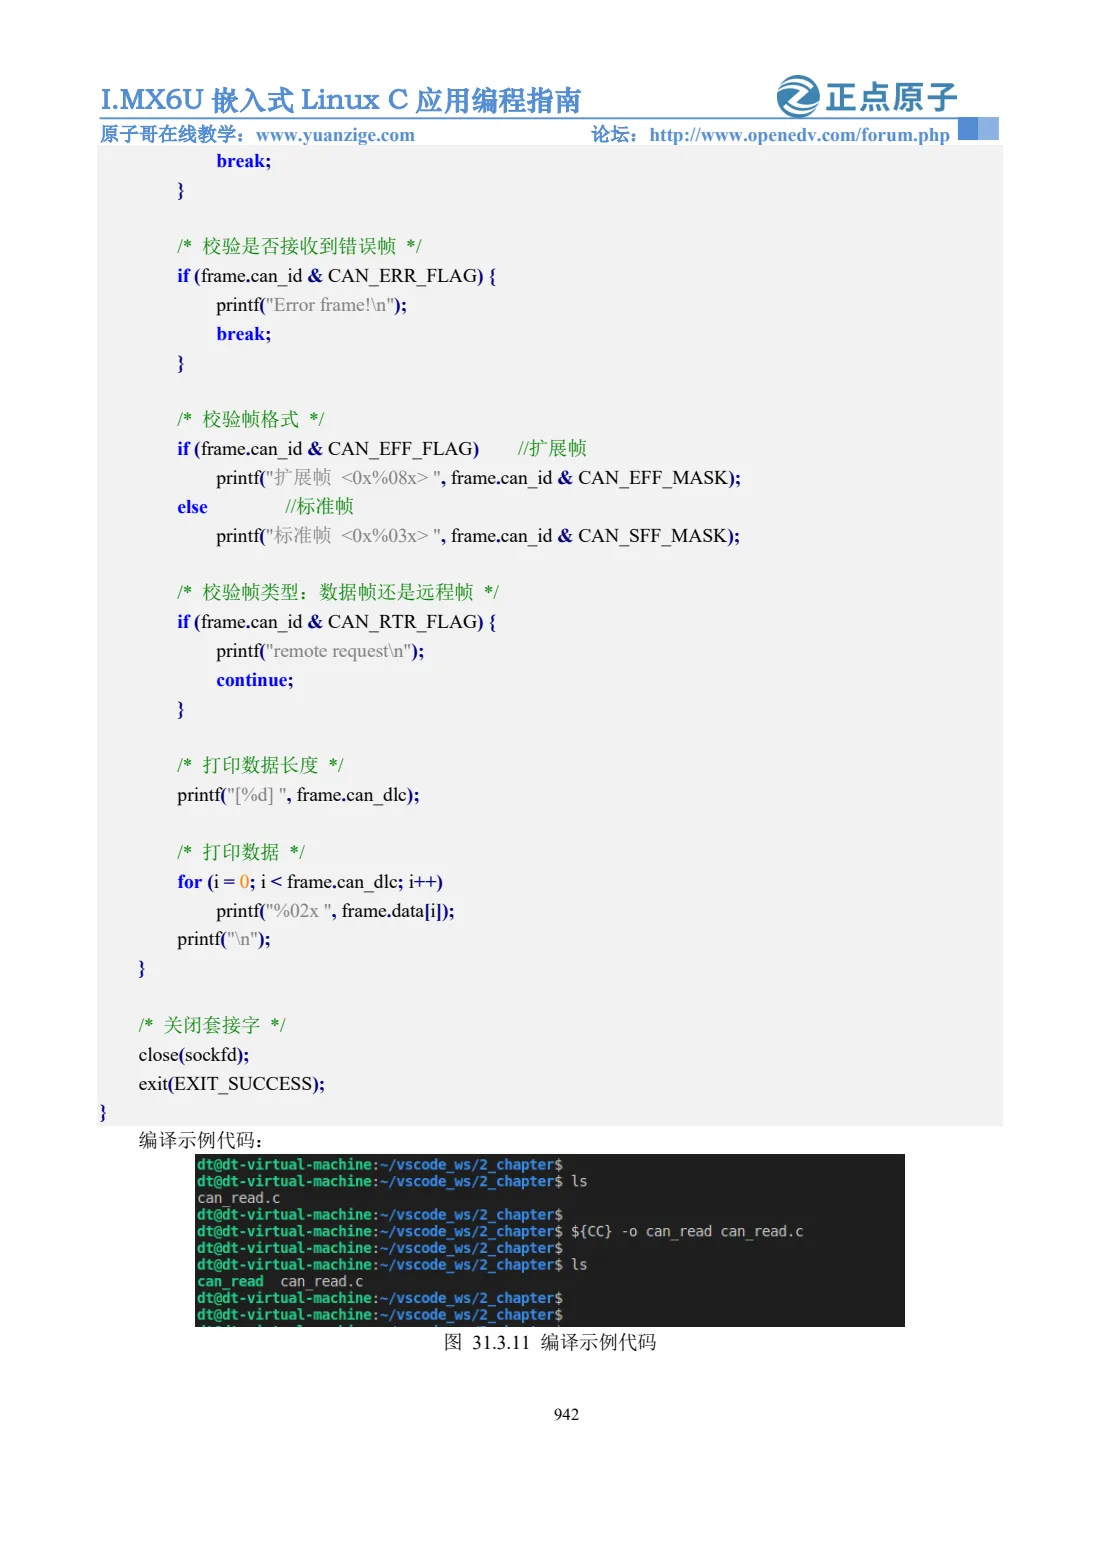 I.MX6U 嵌入式 Linux C 应用编程指南
正点原子
原子哥在线教学：www.yuanzige.com 论坛：http://www.openedv.com/forum.php
break;
}
/* 校验是否接收到错误帧 */
if (frame.can_id & CAN_ERR_FLAG) {
printf("Error frame!\n");
break;
}
/* 校验帧格式 */
if (frame.can_id & CAN_EFF_FLAG) //扩展帧
printf("扩展帧 <0x%08x> ", frame.can_id & CAN_EFF_MASK);
else //标准帧
printf("标准帧 <0x%03x> ", frame.can_id & CAN_SFF_MASK);
/* 校验帧类型：数据帧还是远程帧 */
if (frame.can_id & CAN_RTR_FLAG) {
printf("remote request\n");
continue;
}
/* 打印数据长度 */
printf("[%d] ", frame.can_dlc);
/* 打印数据 */
for (i = 0; i < frame.can_dlc; i++)
printf("%02x ", frame.data[i]);
printf("\n");
}
/* 关闭套接字 */
close(sockfd);
exit(EXIT_SUCCESS);
}
编译示例代码：
dt@dt-virtual-machine:~/vscode_ws/2_chapter$
dt@dt-virtual-machine:~/vscode_ws/2_chapter$ ls
can_read.c
dt@dt-virtual-machine:~/vscode_ws/2_chapter$
dt@dt-virtual-machine:~/vscode_ws/2_chapter$ ${CC} -o can_read can_read.c
dt@dt-virtual-machine:~/vscode_ws/2_chapter$
dt@dt-virtual-machine:~/vscode_ws/2_chapter$ ls
can_read can_read.c
dt@dt-virtual-machine:~/vscode_ws/2_chapter$
dt@dt-virtual-machine:~/vscode_ws/2_chapter$
图 31.3.11 编译示例代码
942